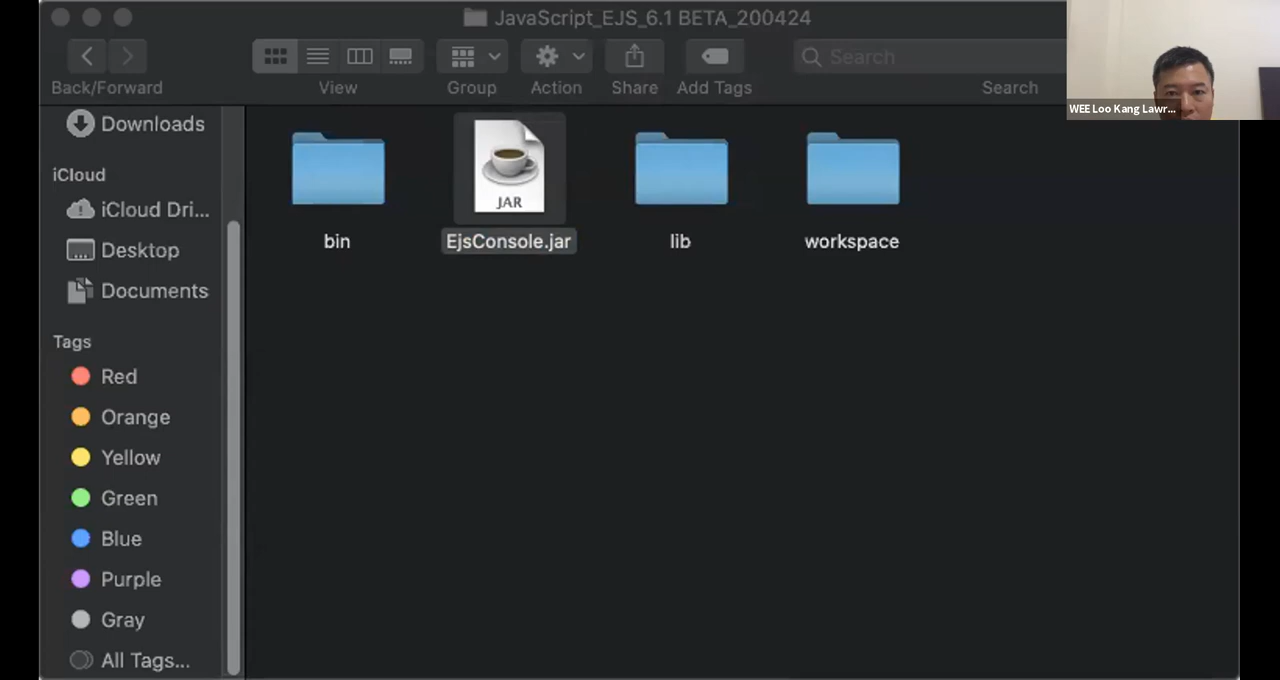 JavaScript_EJS_6.1 BETA_200424
Search
Back/Forward
View
Group
Action
Share
Add Tags
Search
WEE Loo Kang Lawr...
Downloads
iCloud
iCloud Dri...
Desktop
Documents
Tags
Red
Orange
Yellow
Green
Blue
Purple
Gray
All Tags...
JAR
bin
EjsConsole.jar
lib
workspace